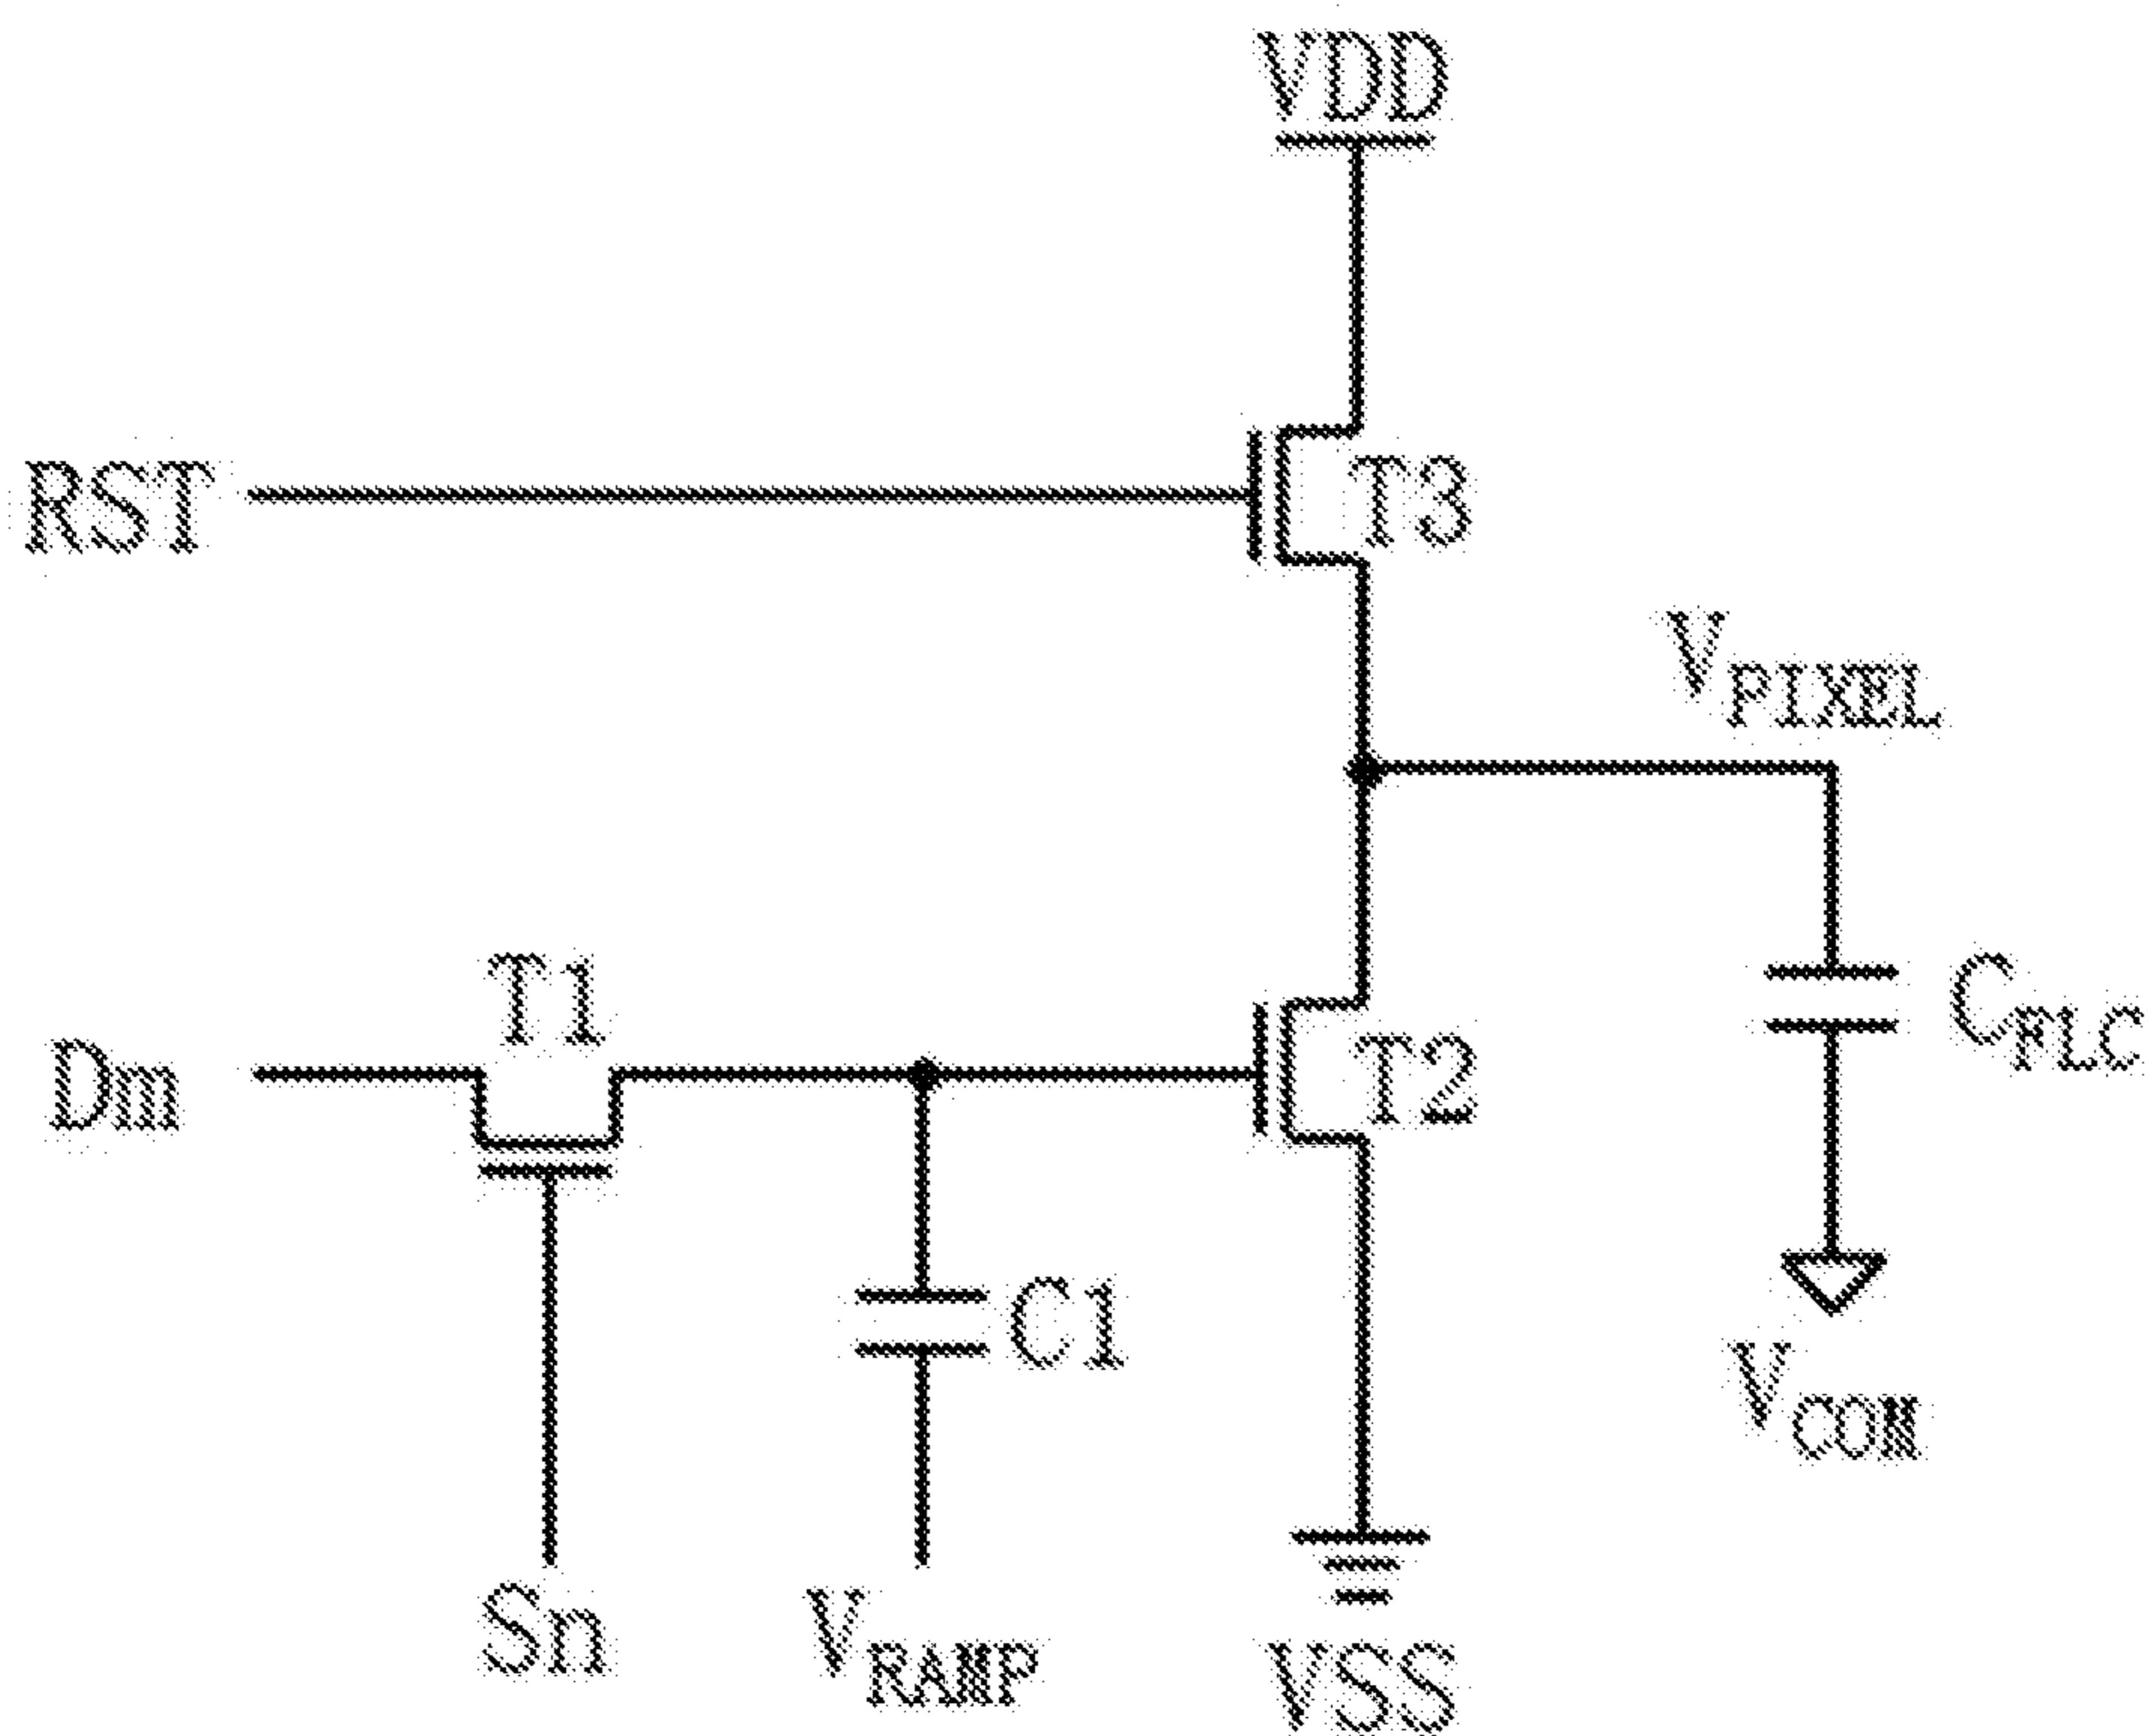 VDD
RST
T3
VPIXEL
T1
Dm
T2
CFLC
C1
VCOM
Sn
VRAMP
VSS